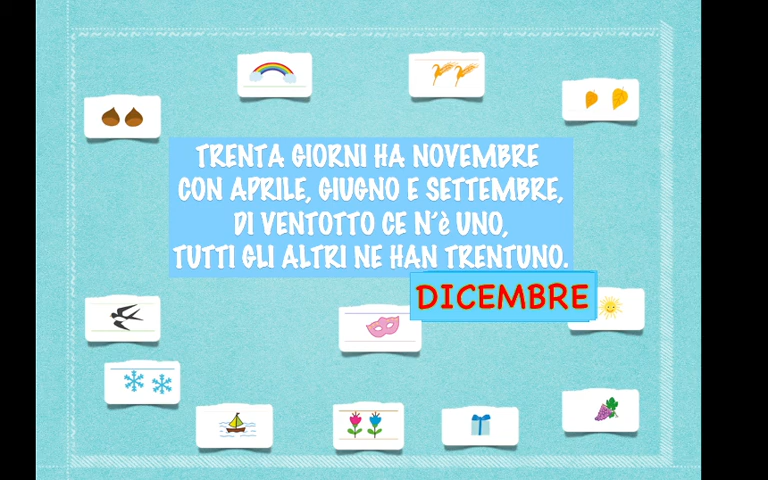 TRENTA GIORNI HA NOVEMBRE
CON APRILE, GIUGNO E SETTEMBRE,
DI VENTOTTO CE N'è UNO,
TUTTI GLI ALTRI NE HAN TRENTUNO.
DICEMBRE